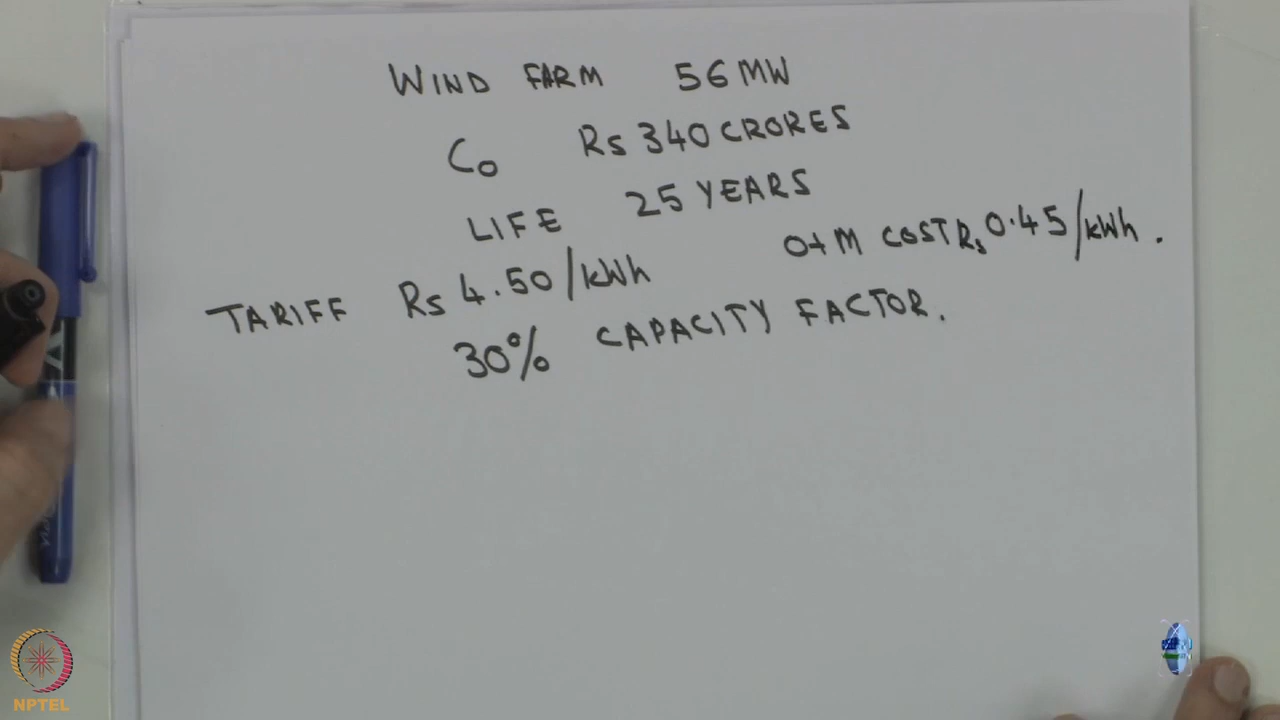 WIND FARM 56 MW
C₀ Rs 340 CRORES
LIFE 25 YEARS
O+M COST Rs 0.45/kWh.
TARIFF Rs 4.50/kWh
30% CAPACITY FACTOR.
NPTEL